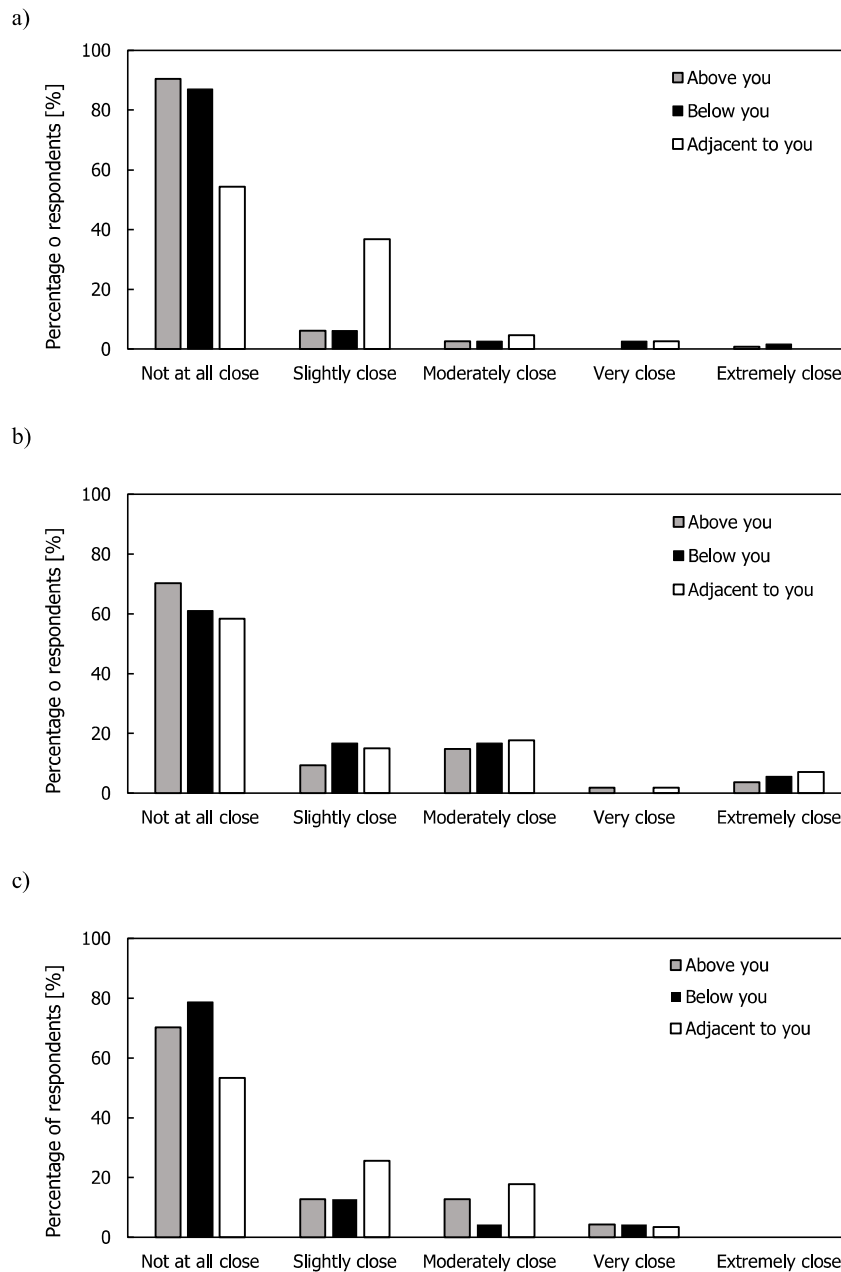 a)
100
80
60
40
20
0
Percentage o respondents [%]
Above you
Below you
Adjacent to you
Not at all close Slightly close Moderately close Very close Extremely close
b)
100
80
60
40
20
0
Percentage o respondents [%]
Above you
Below you
Adjacent to you
Not at all close Slightly close Moderately close Very close Extremely close
c)
100
80
60
40
20
0
Percentage of respondents [%]
Above you
Below you
Adjacent to you
Not at all close Slightly close Moderately close Very close Extremely close